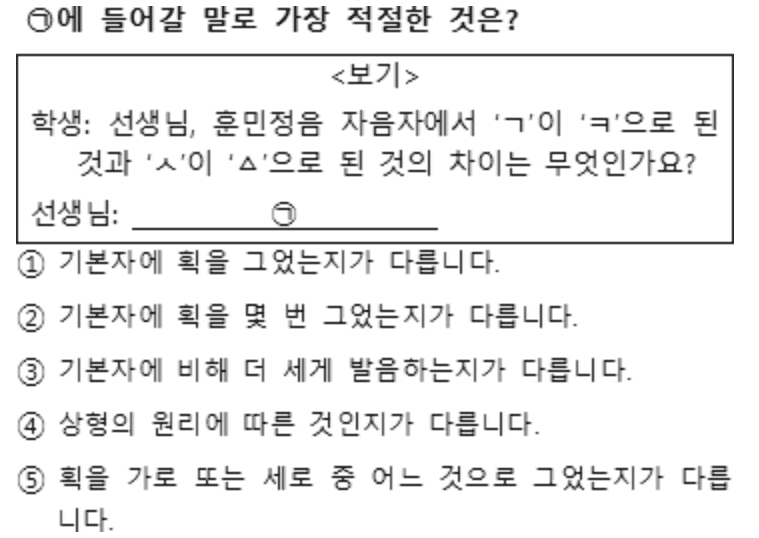 ㉠에 들어갈 말로 가장 적절한 것은?
<보기>
학생: 선생님, 훈민정음 자음자에서 ‘ㄱ’이 ‘ㅋ’으로 된
것과 ‘ㅅ’이 ‘ㅿ’으로 된 것의 차이는 무엇인가요?
선생님: ㉠
① 기본자에 획을 그었는지가 다릅니다.
② 기본자에 획을 몇 번 그었는지가 다릅니다.
③ 기본자에 비해 더 세게 발음하는지가 다릅니다.
④ 상형의 원리에 따른 것인지가 다릅니다.
⑤ 획을 가로 또는 세로 중 어느 것으로 그었는지가 다릅
니다.